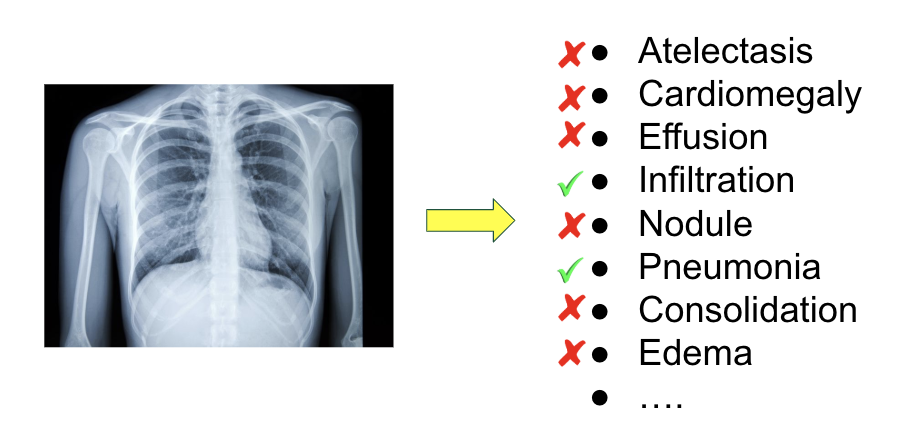 Atelectasis
Cardiomegaly
Effusion
Infiltration
Nodule
Pneumonia
Consolidation
Edema
….